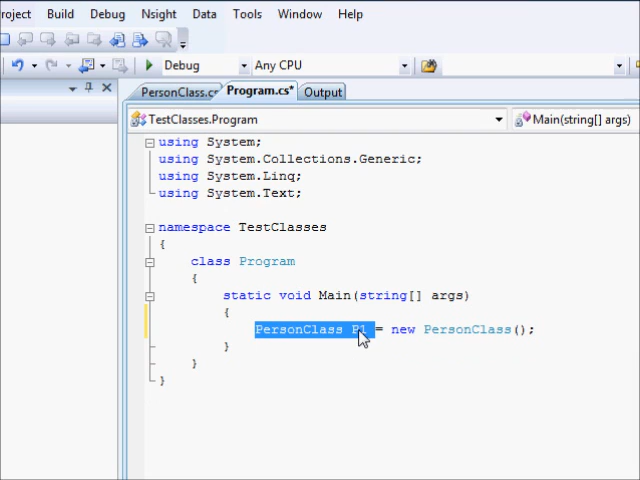 roject Build Debug Nsight Data Tools Window Help
Debug Any CPU
PersonClass.cs Program.cs* Output
TestClasses.Program Main(string[] args)
using System;
using System.Collections.Generic;
using System.Linq;
using System.Text;
namespace TestClasses
{
class Program
{
static void Main(string[] args)
{
PersonClass P1 = new PersonClass();
}
}
}